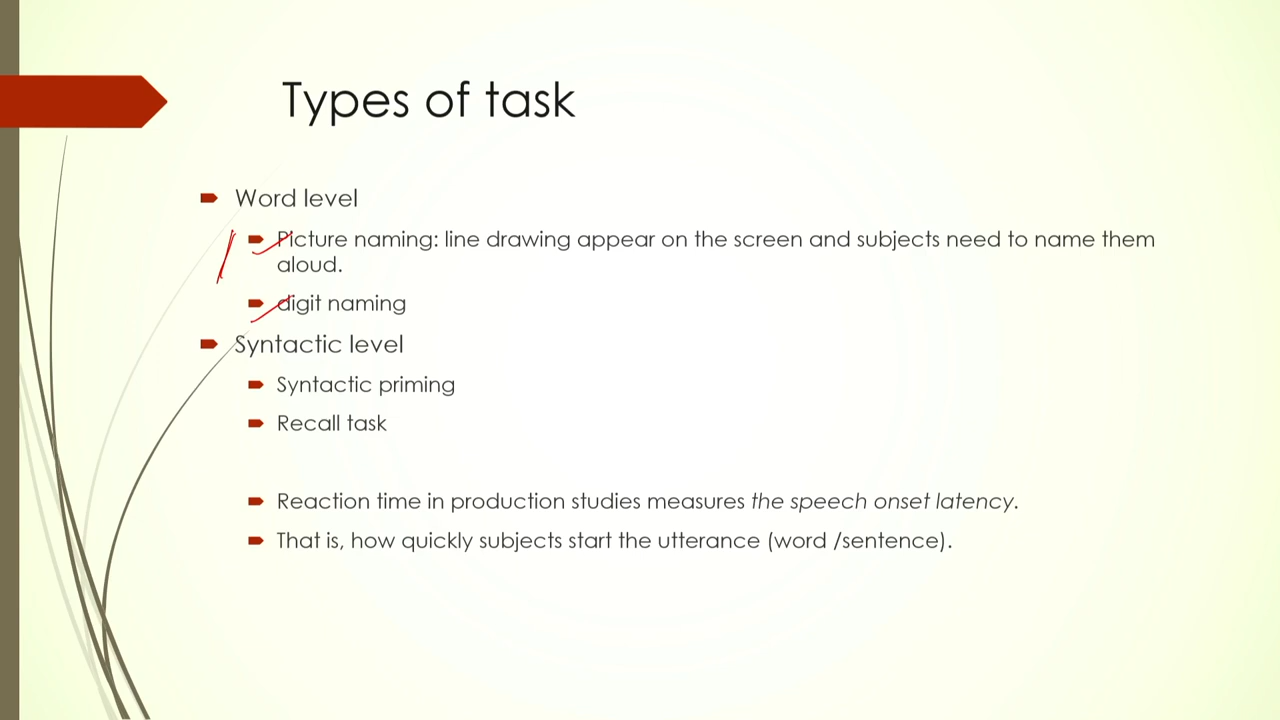 Types of task
Word level
Picture naming: line drawing appear on the screen and subjects need to name them
aloud.
digit naming
Syntactic level
Syntactic priming
Recall task
Reaction time in production studies measures the speech onset latency.
That is, how quickly subjects start the utterance (word /sentence).